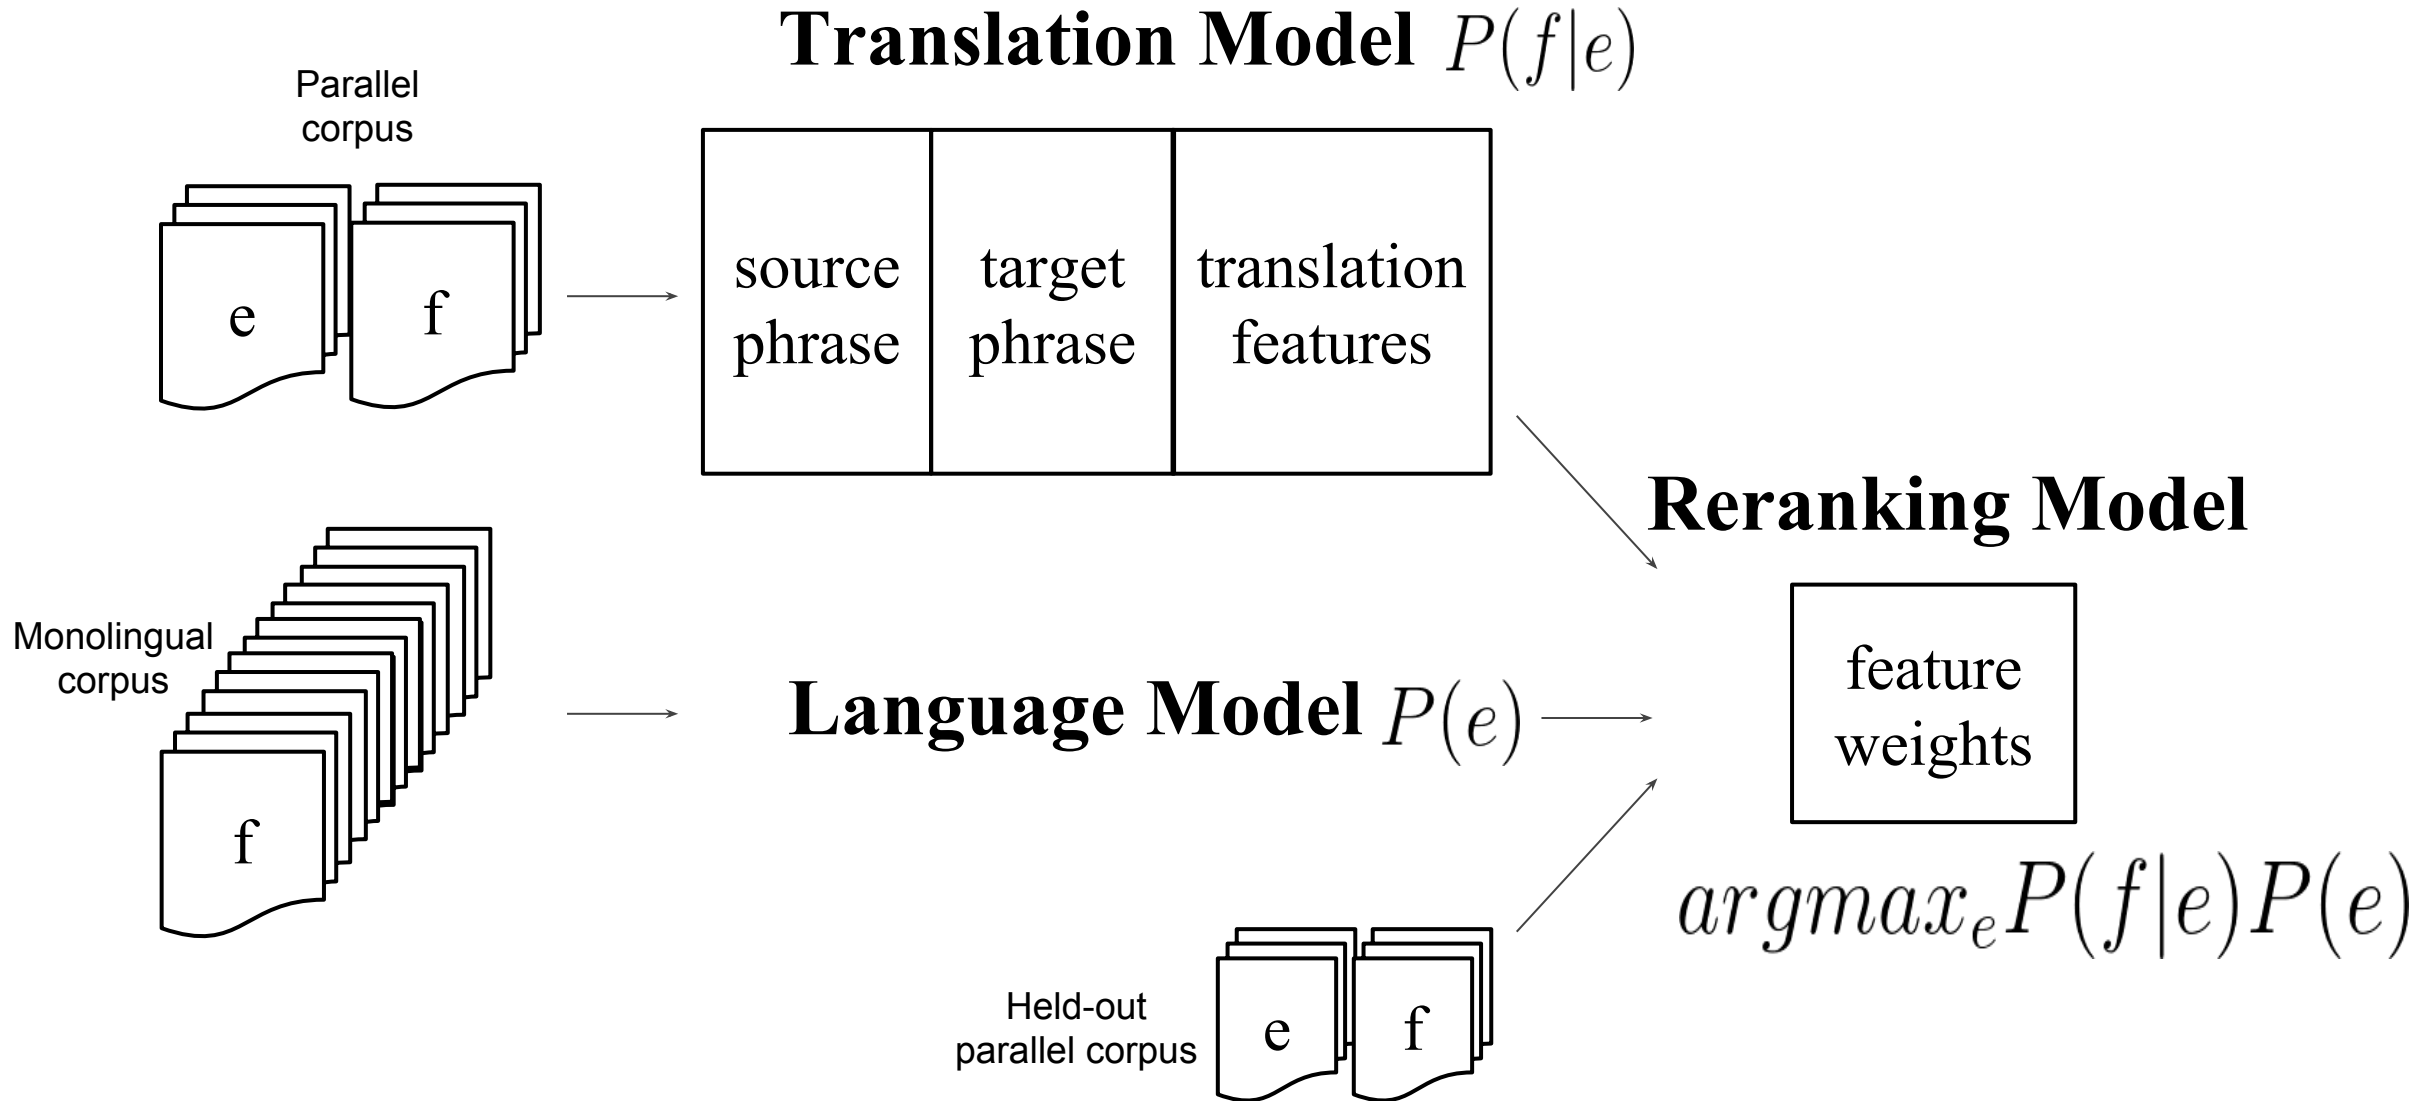 Translation Model P(f|e)
Parallel
corpus
e
f
source
phrase
target
phrase
translation
features
Reranking Model
Monolingual
corpus
f
Language Model P(e)
feature
weights
argmax_e P(f|e)P(e)
Held-out
parallel corpus
e
f